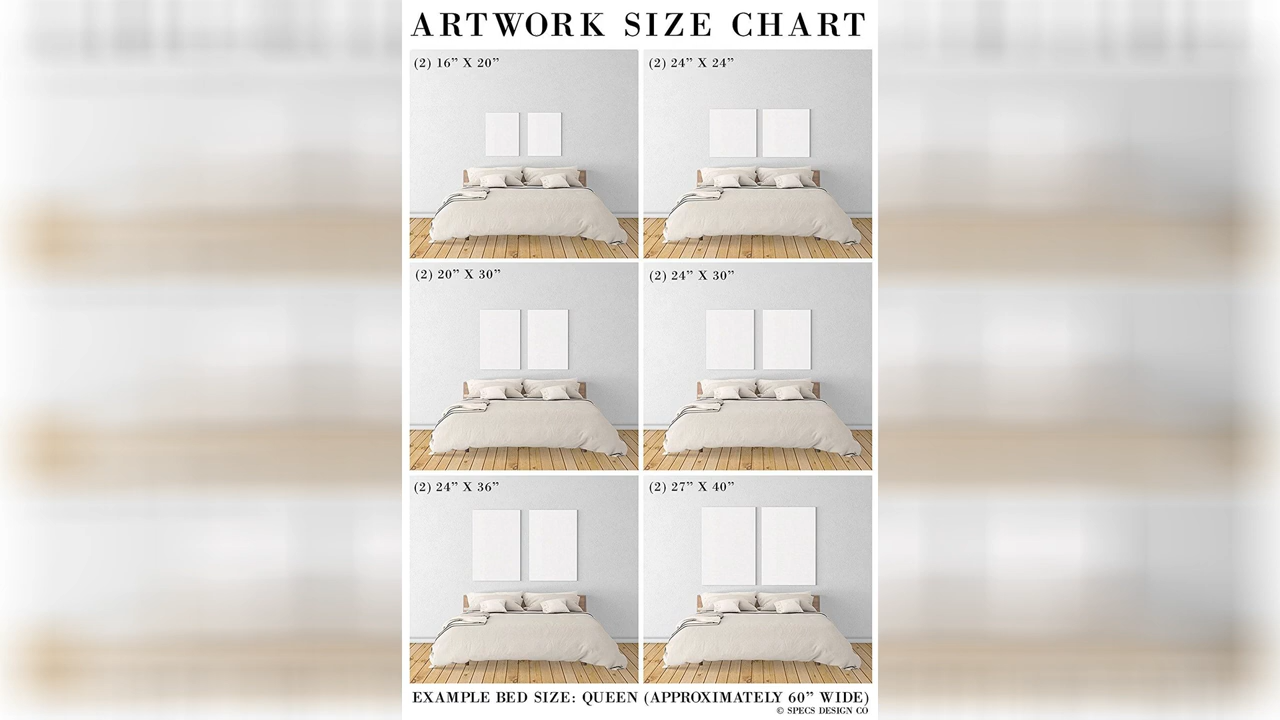 ARTWORK SIZE CHART
(2) 16” X 20”
(2) 24” X 24”
(2) 20” X 30”
(2) 24” X 30”
(2) 24” X 36”
(2) 27” X 40”
EXAMPLE BED SIZE: QUEEN (APPROXIMATELY 60” WIDE)
© SPECS DESIGN CO